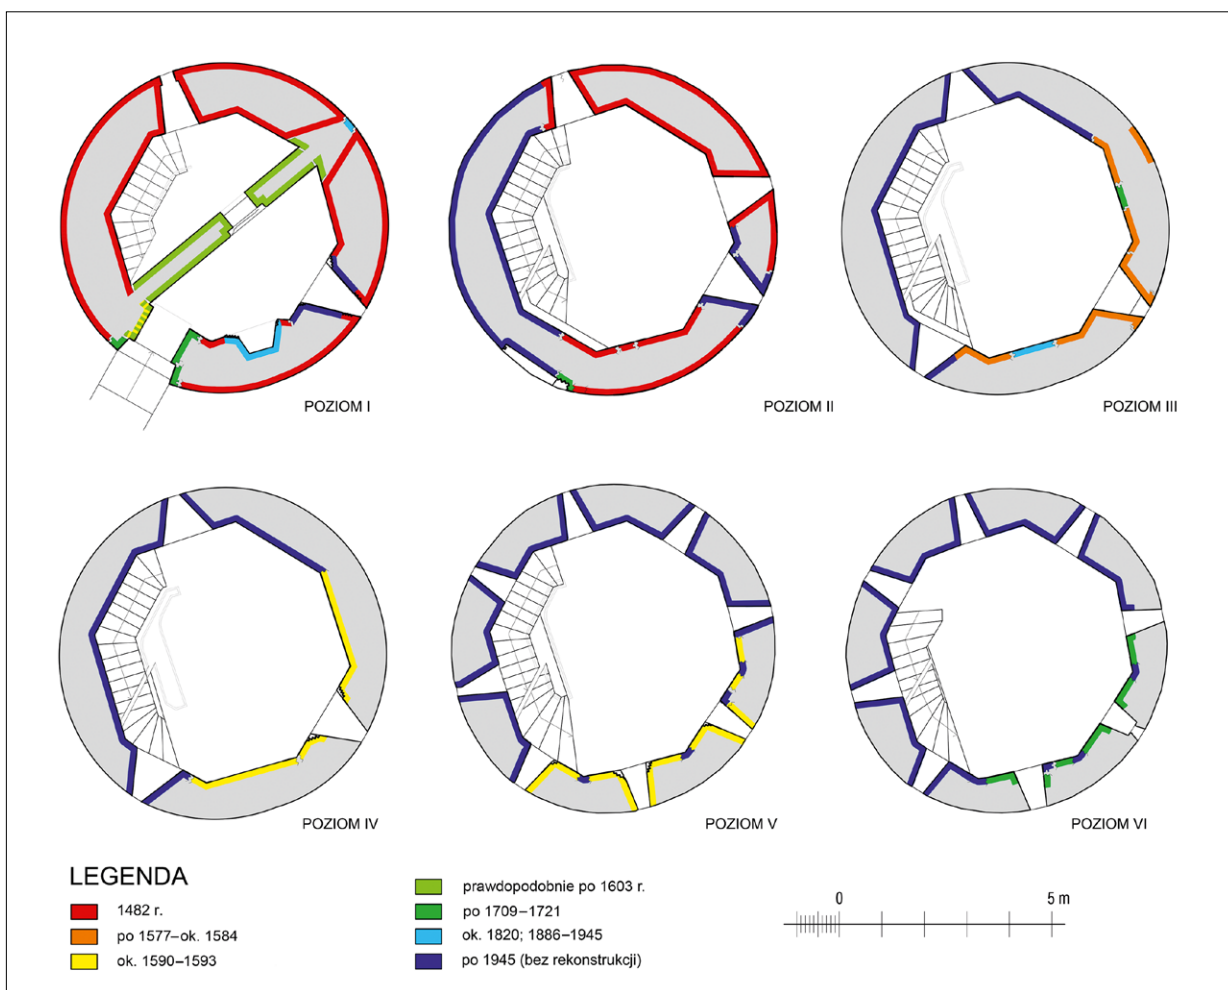 POZIOM I
POZIOM II
POZIOM III
POZIOM IV
POZIOM V
POZIOM VI
LEGENDA
1482 r.
po 1577–ok. 1584
ok. 1590–1593
prawdopodobnie po 1603 r.
po 1709–1721
ok. 1820; 1886–1945
po 1945 (bez rekonstrukcji)
0 5 m